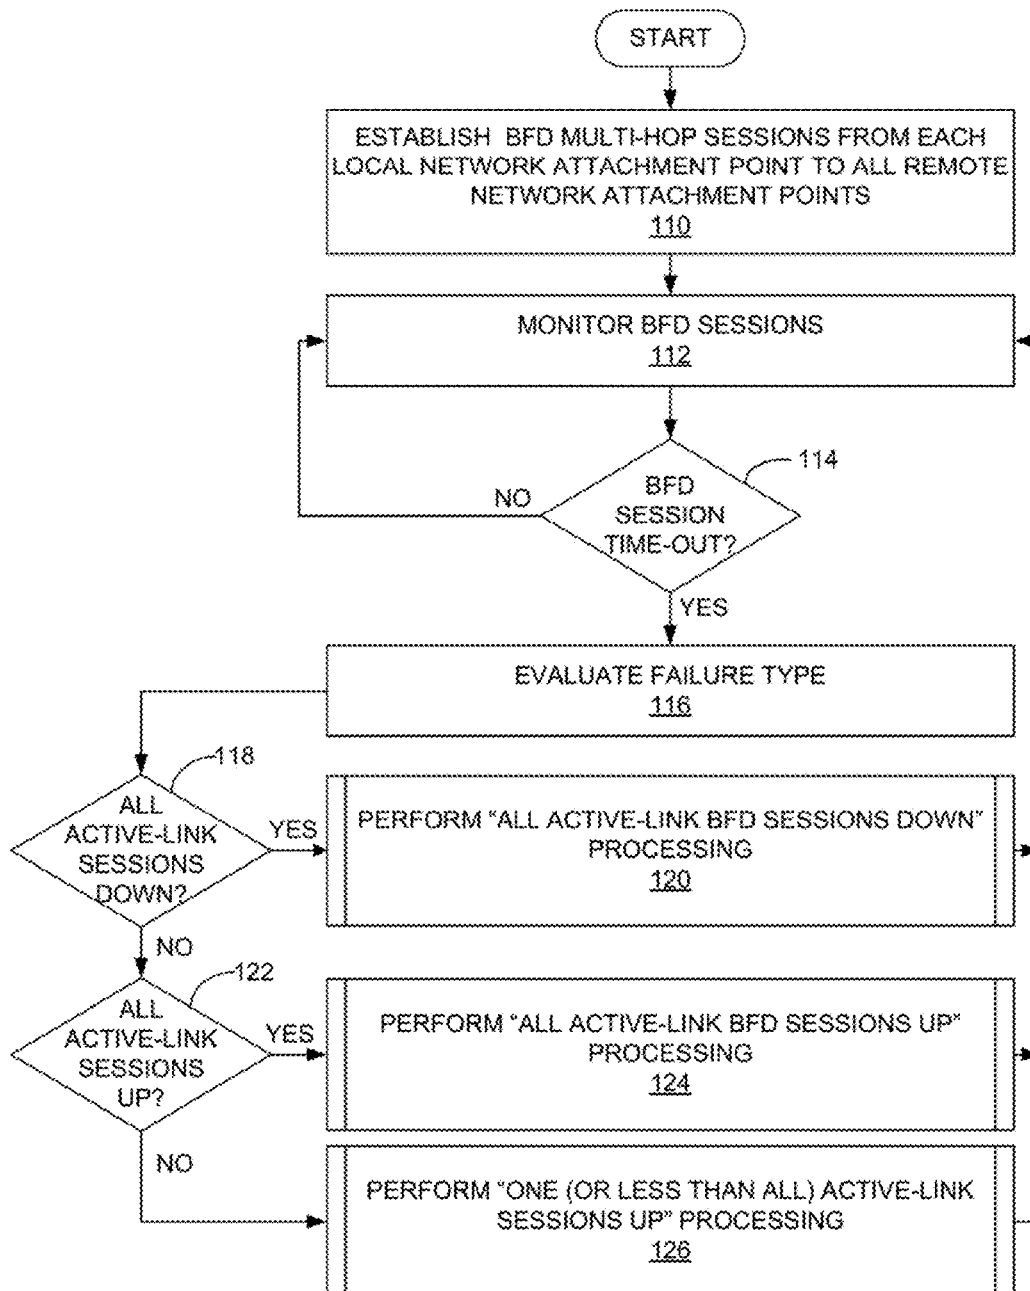 START
ESTABLISH BFD MULTI-HOP SESSIONS FROM EACH
LOCAL NETWORK ATTACHMENT POINT TO ALL REMOTE
NETWORK ATTACHMENT POINTS
110
MONITOR BFD SESSIONS
112
114
BFD
SESSION
TIME-OUT?
NO
YES
EVALUATE FAILURE TYPE
116
118
ALL
ACTIVE-LINK
SESSIONS
DOWN?
YES
NO
PERFORM "ALL ACTIVE-LINK BFD SESSIONS DOWN"
PROCESSING
120
122
ALL
ACTIVE-LINK
SESSIONS
UP?
YES
NO
PERFORM "ALL ACTIVE-LINK BFD SESSIONS UP"
PROCESSING
124
PERFORM "ONE (OR LESS THAN ALL) ACTIVE-LINK
SESSIONS UP" PROCESSING
126